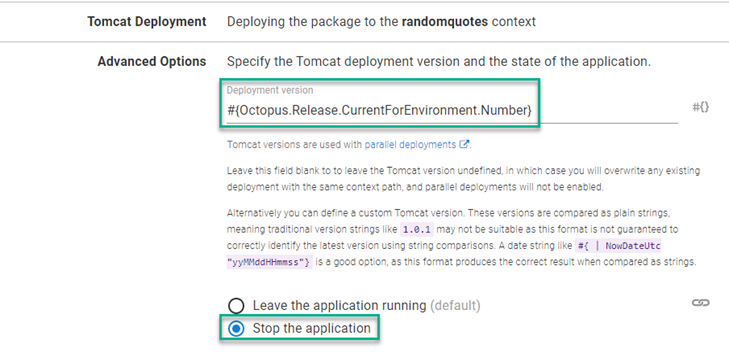 Tomcat Deployment Deploying the package to the randomquotes context
Advanced Options Specify the Tomcat deployment version and the state of the application.
Deployment version
#{Octopus.Release.CurrentForEnvironment.Number} #{}
Tomcat versions are used with parallel deployments.
Leave this field blank to to leave the Tomcat version undefined, in which case you will overwrite any existing
deployment with the same context path, and parallel deployments will not be enabled.
Alternatively you can define a custom Tomcat version. These versions are compared as plain strings,
meaning traditional version strings like 1.0.1 may not be suitable as this format is not guaranteed to
correctly identify the latest version using string comparisons. A date string like #{ | NowDateUtc
"yyMMddHHmmss"} is a good option, as this format produces the correct result when compared as strings.
Leave the application running (default)
Stop the application